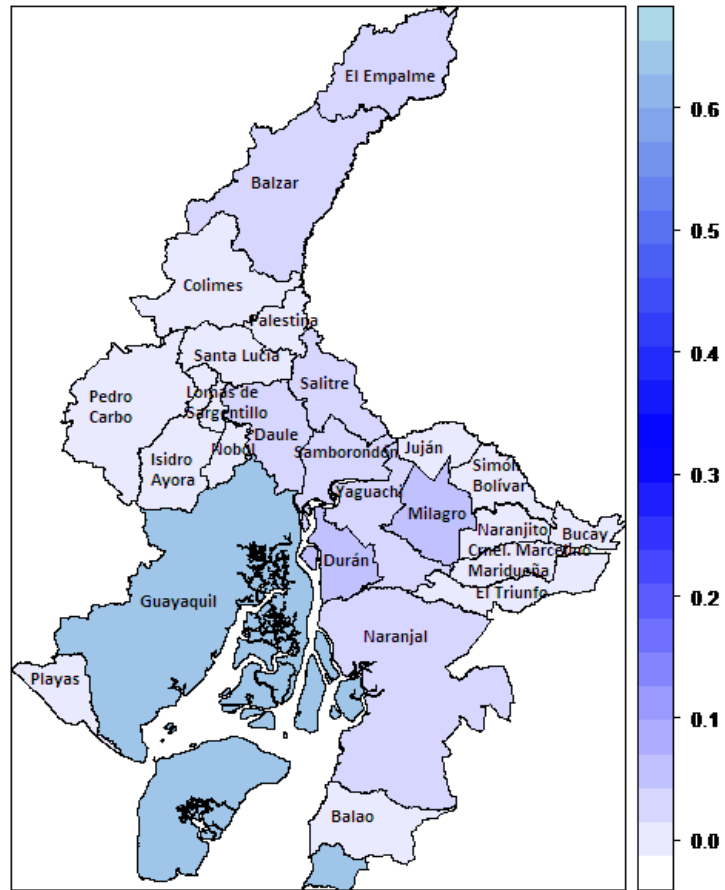 El Empalme
Balzar
Colimes
Palestina
Santa Lucía
Pedro
Carbo
Lomas de
Sargentillo
Salitre
Daule
Nobol
Isidro
Ayora
Samborondón
Juján
Simón
Bolívar
Yaguachi
Milagro
Naranjito
Bucay
Crnel. Marcelino
Maridueña
El Triunfo
Durán
Guayaquil
Naranjal
Playas
Balao
0.6
0.5
0.4
0.3
0.2
0.1
0.0